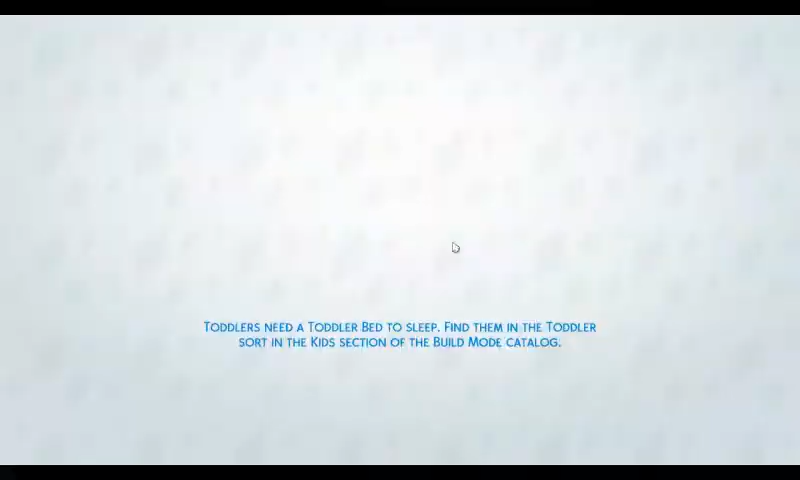 Toddlers need a Toddler Bed to sleep. Find them in the Toddler
sort in the Kids section of the Build Mode catalog.